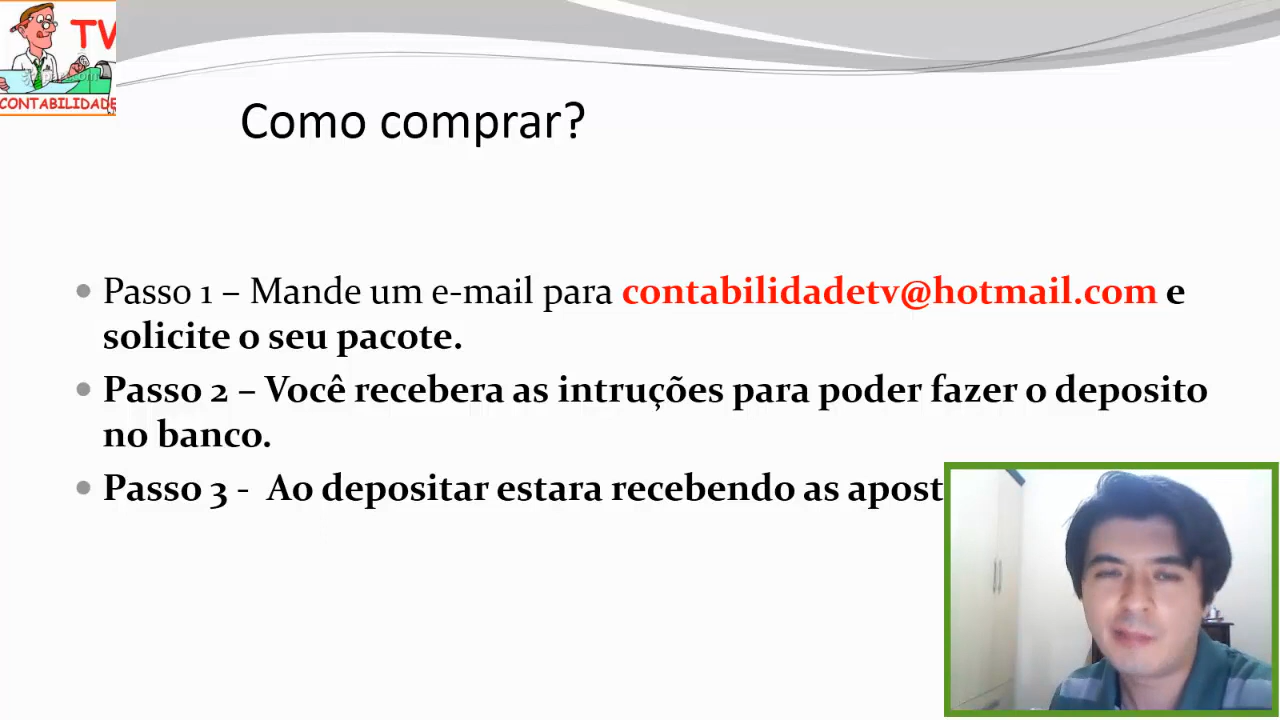 TV
CONTABILIDADE
Como comprar?
Passo 1 – Mande um e-mail para contabilidadetv@hotmail.com e
solicite o seu pacote.
Passo 2 – Você recebera as intruções para poder fazer o deposito
no banco.
Passo 3 - Ao depositar estara recebendo as apost